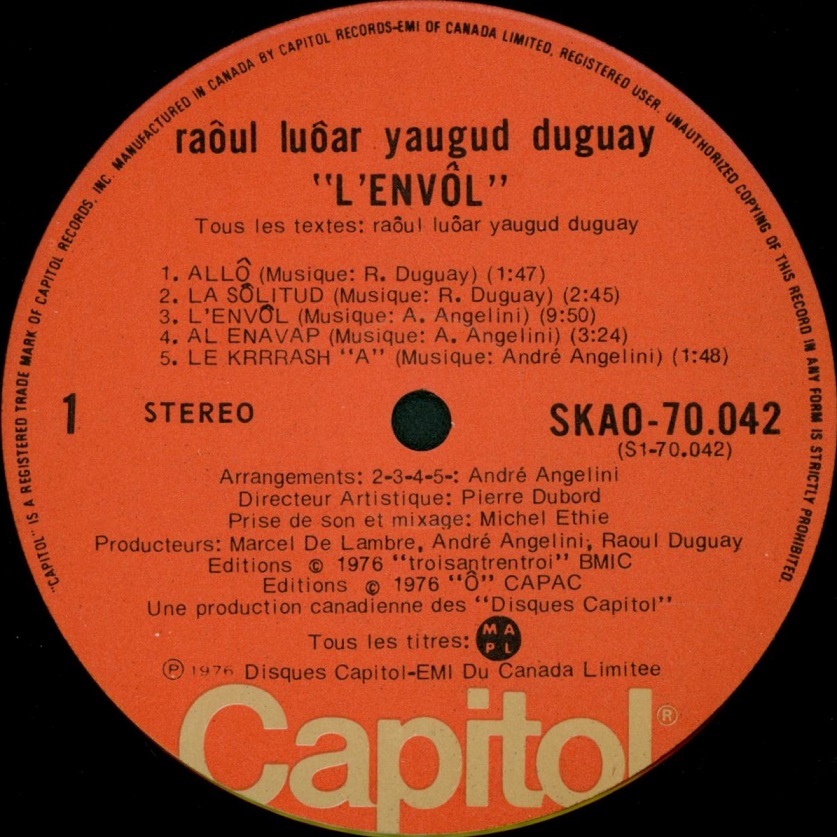 "CAPITOL" IS A REGISTERED TRADE MARK OF CAPITOL RECORDS, INC. MANUFACTURED IN CANADA BY CAPITOL RECORDS-EMI OF CANADA LIMITED, REGISTERED USER. UNAUTHORIZED COPYING OF THIS RECORD IN ANY FORM IS STRICTLY PROHIBITED.
raôul luôar yaugud duguay
"L'ENVÔL"
Tous les textes: raôul luôar yaugud duguay
1. ALLÔ (Musique: R. Duguay) (1:47)
2. LA SÔLITUD (Musique: R. Duguay) (2:45)
3. L'ENVÔL (Musique: A. Angelini) (9:50)
4. AL ENAVAP (Musique: A. Angelini) (3:24)
5. LE KRRRASH "A" (Musique: André Angelini) (1:48)
1 STEREO SKAO-70.042
(S1-70.042)
Arrangements: 2-3-4-5-: André Angelini
Directeur Artistique: Pierre Dubord
Prise de son et mixage: Michel Ethie
Producteurs: Marcel De Lambre, André Angelini, Raoul Duguay
Editions © 1976 "troisantrentroi" BMIC
Editions © 1976 "Ô" CAPAC
Une production canadienne des "Disques Capitol"
Tous les titres: MAPL
℗ 1976 Disques Capitol-EMI Du Canada Limitee
Capitol®